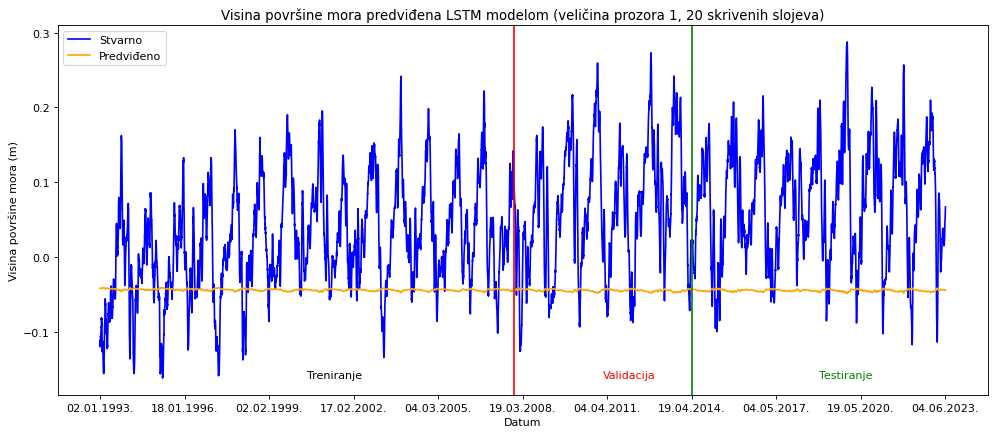 Visina površine mora predviđena LSTM modelom (veličina prozora 1, 20 skrivenih slojeva)
Stvarno
Predviđeno
Visina površine mora (m)
0.3
0.2
0.1
0.0
−0.1
Treniranje
Validacija
Testiranje
02.01.1993. 18.01.1996. 02.02.1999. 17.02.2002. 04.03.2005. 19.03.2008. 04.04.2011. 19.04.2014. 04.05.2017. 19.05.2020. 04.06.2023.
Datum